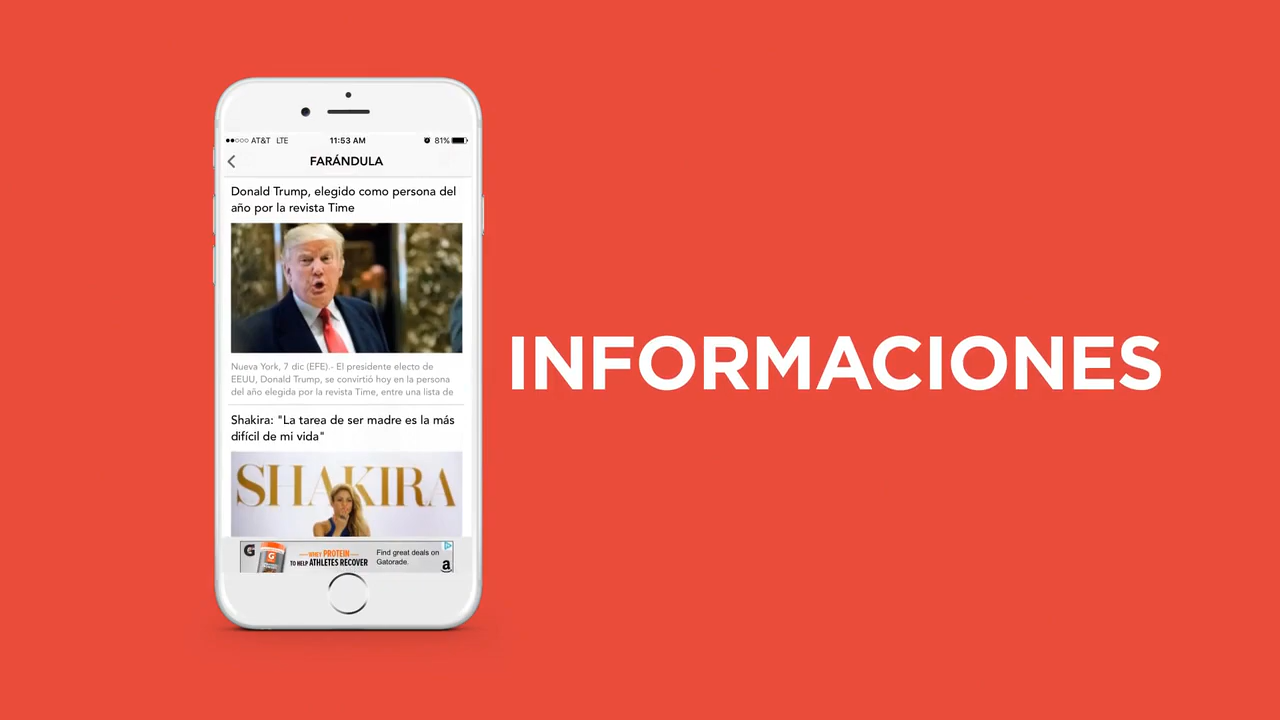 AT&T LTE 11:53 AM 81%
FARÁNDULA
Donald Trump, elegido como persona del
año por la revista Time
Nueva York, 7 dic (EFE).- El presidente electo de
EEUU, Donald Trump, se convirtió hoy en la persona
del año elegida por la revista Time, entre una lista de
Shakira: "La tarea de ser madre es la más
difícil de mi vida"
SHAKIRA
G
G
WHEY PROTEIN
TO HELP ATHLETES RECOVER
Find great deals on
Gatorade.
a
INFORMACIONES